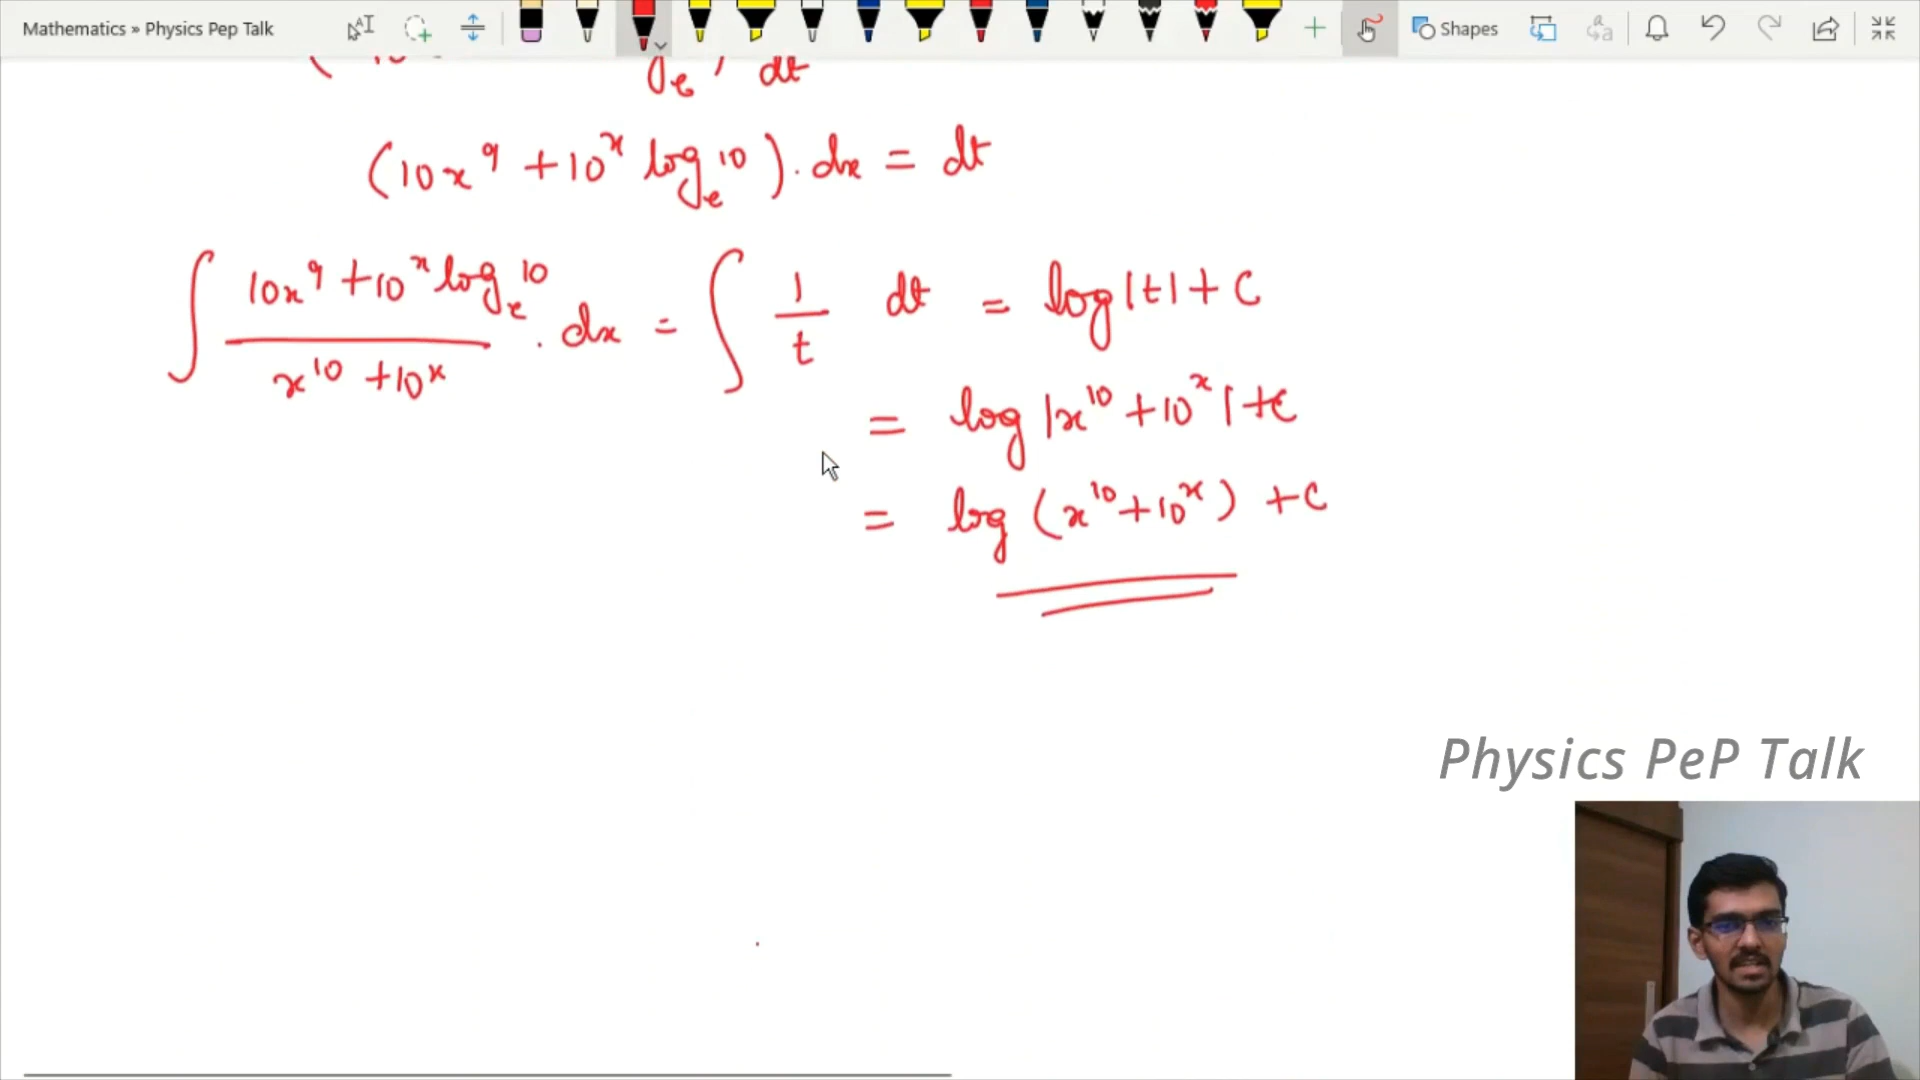 Mathematics » Physics Pep Talk
Shapes
dt
(10x⁹ + 10ˣ logₑ10) . dx = dt
∫ (10x⁹ + 10ˣ logₑ10)/(x¹⁰ + 10ˣ) . dx = ∫ 1/t dt = log|t| + C
= log |x¹⁰ + 10ˣ| + C
= log (x¹⁰ + 10ˣ) + C
Physics PeP Talk